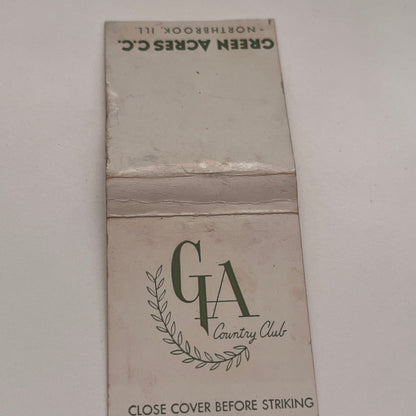 GREEN ACRES C.C.
NORTHBROOK, ILL.
GA
Country Club
CLOSE COVER BEFORE STRIKING